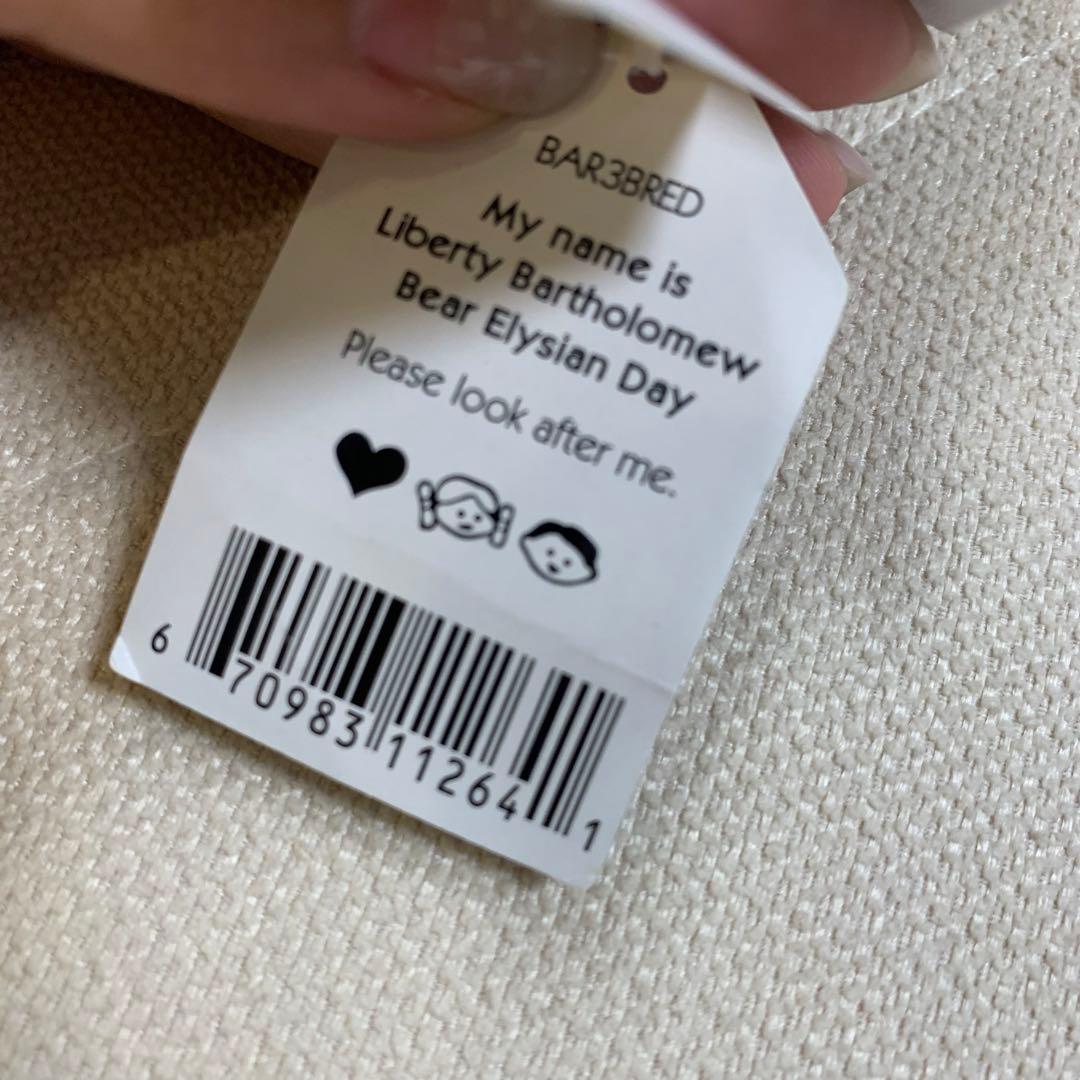 BAR3BRED
My name is
Liberty Bartholomew
Bear Elysian Day
Please look after me.
6 70983 11264 1